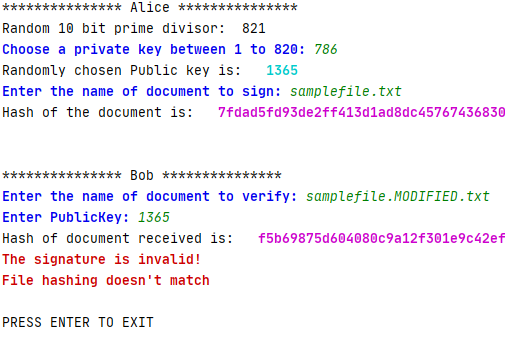 *************** Alice ***************
Random 10 bit prime divisor:  821
Choose a private key between 1 to 820: 786
Randomly chosen Public key is:   1365
Enter the name of document to sign: samplefile.txt
Hash of the document is:   7fdad5fd93de2ff413d1ad8dc45767436830
*************** Bob ***************
Enter the name of document to verify: samplefile.MODIFIED.txt
Enter PublicKey: 1365
Hash of document received is:   f5b69875d604080c9a12f301e9c42ef
The signature is invalid!
File hashing doesn't match
PRESS ENTER TO EXIT